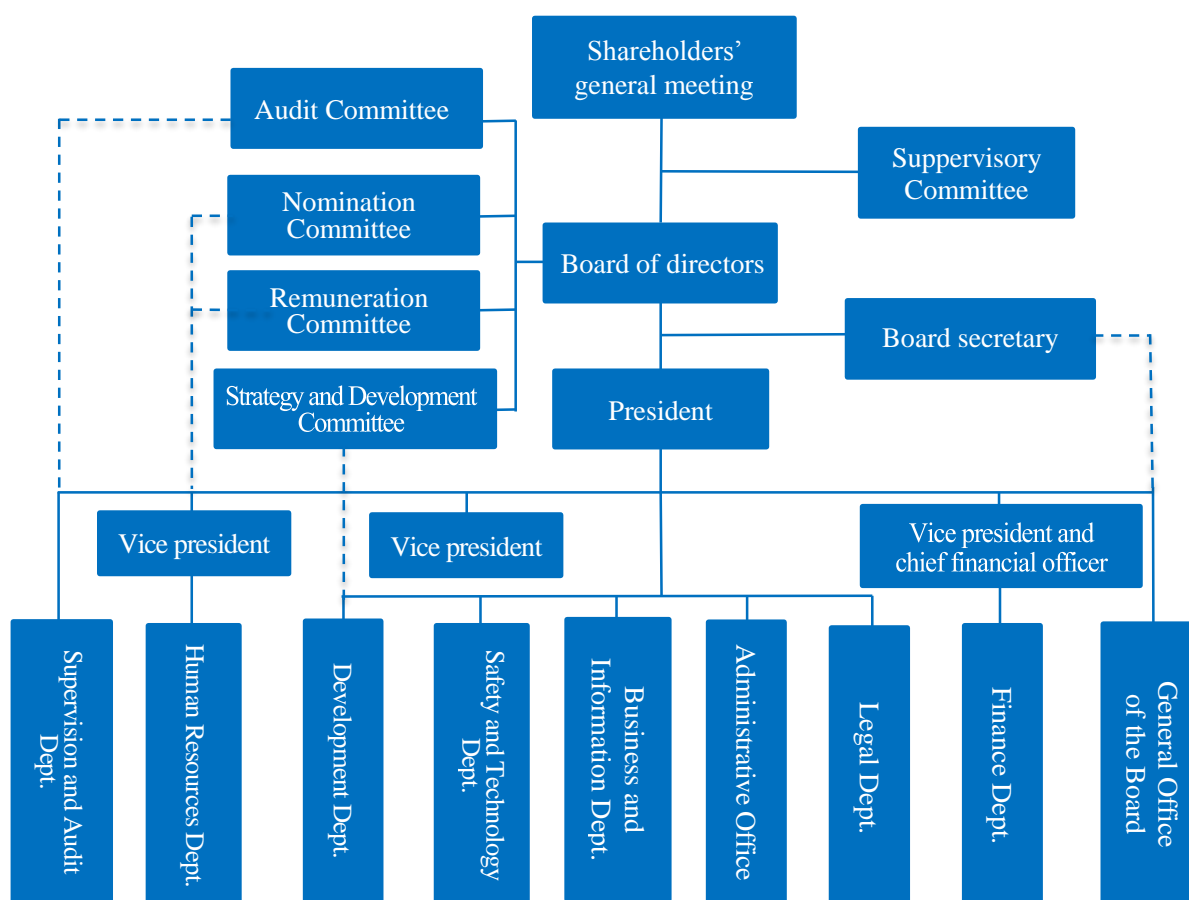 Shareholders’
general meeting
Audit Committee
Suppervisory
Committee
Nomination
Committee
Board of directors
Remuneration
Committee
Board secretary
Strategy and Development
Committee
President
Vice president
Vice president
Vice president and
chief financial officer
Supervision and Audit
Dept.
Human Resources Dept.
Development Dept.
Safety and Technology
Dept.
Business and
Information Dept.
Administrative Office
Legal Dept.
Finance Dept.
General Office
of the Board